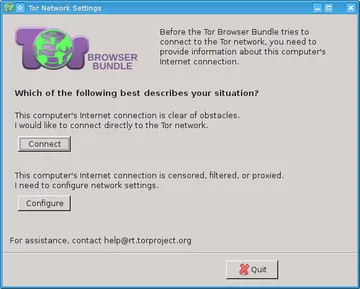 Tor Network Settings
Tor
BROWSER
BUNDLE
Before the Tor Browser Bundle tries to
connect to the Tor network, you need to
provide information about this computer's
Internet connection.
Which of the following best describes your situation?
This computer's Internet connection is clear of obstacles.
I would like to connect directly to the Tor network.
Connect
This computer's Internet connection is censored, filtered, or proxied.
I need to configure network settings.
Configure
For assistance, contact help@rt.torproject.org
Quit